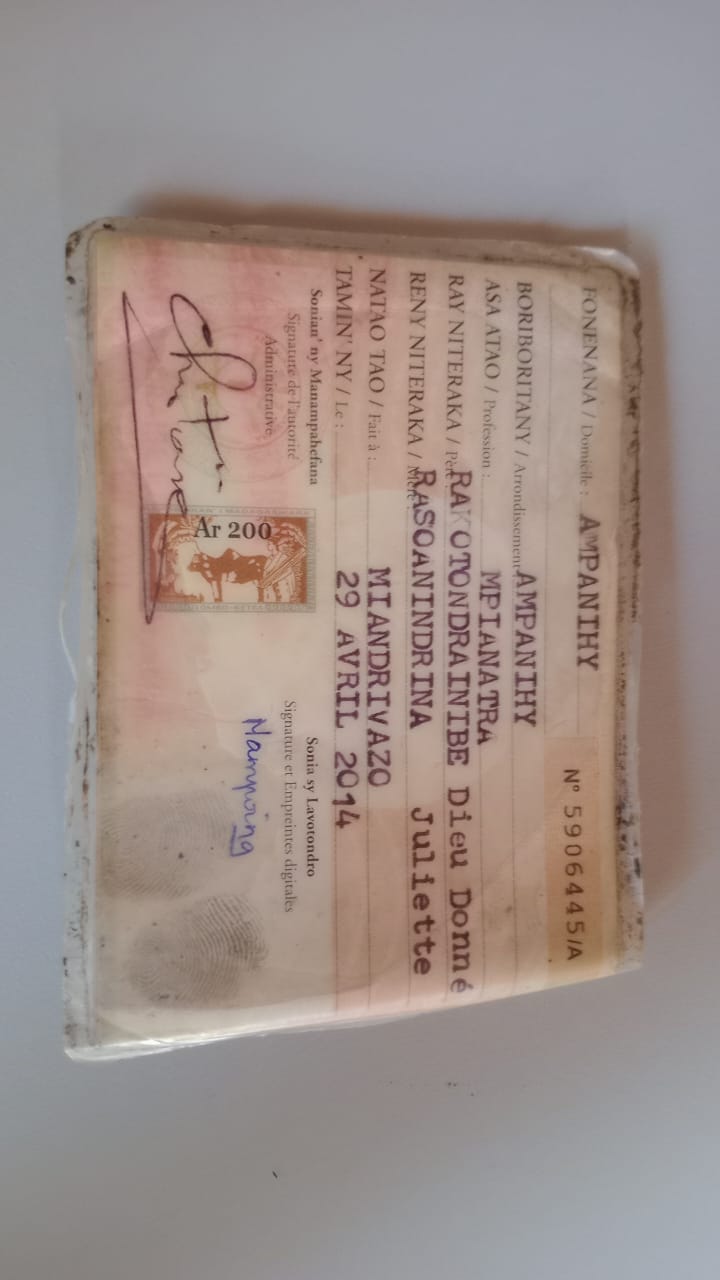 FONENANA / Domicile : AMPANIHY
N° 5906445/A
BORIBORITANY / Arrondissement AMPANIHY
ASA ATAO / Profession : MPIANATRA
RAY NITERAKA / Père : RAKOTONDRAINIBE Dieu Donné
RENY NITERAKA / Mère : RASOANINDRINA Juliette
NATAO TAO / Fait à : MIANDRIVAZO
TAMIN' NY / Le : 29 AVRIL 2014
Sonian' ny Manampahefana
Signature de l'autorité
Administrative
Ar 200
Sonia sy Lavotondro
Signature et Empreintes digitales